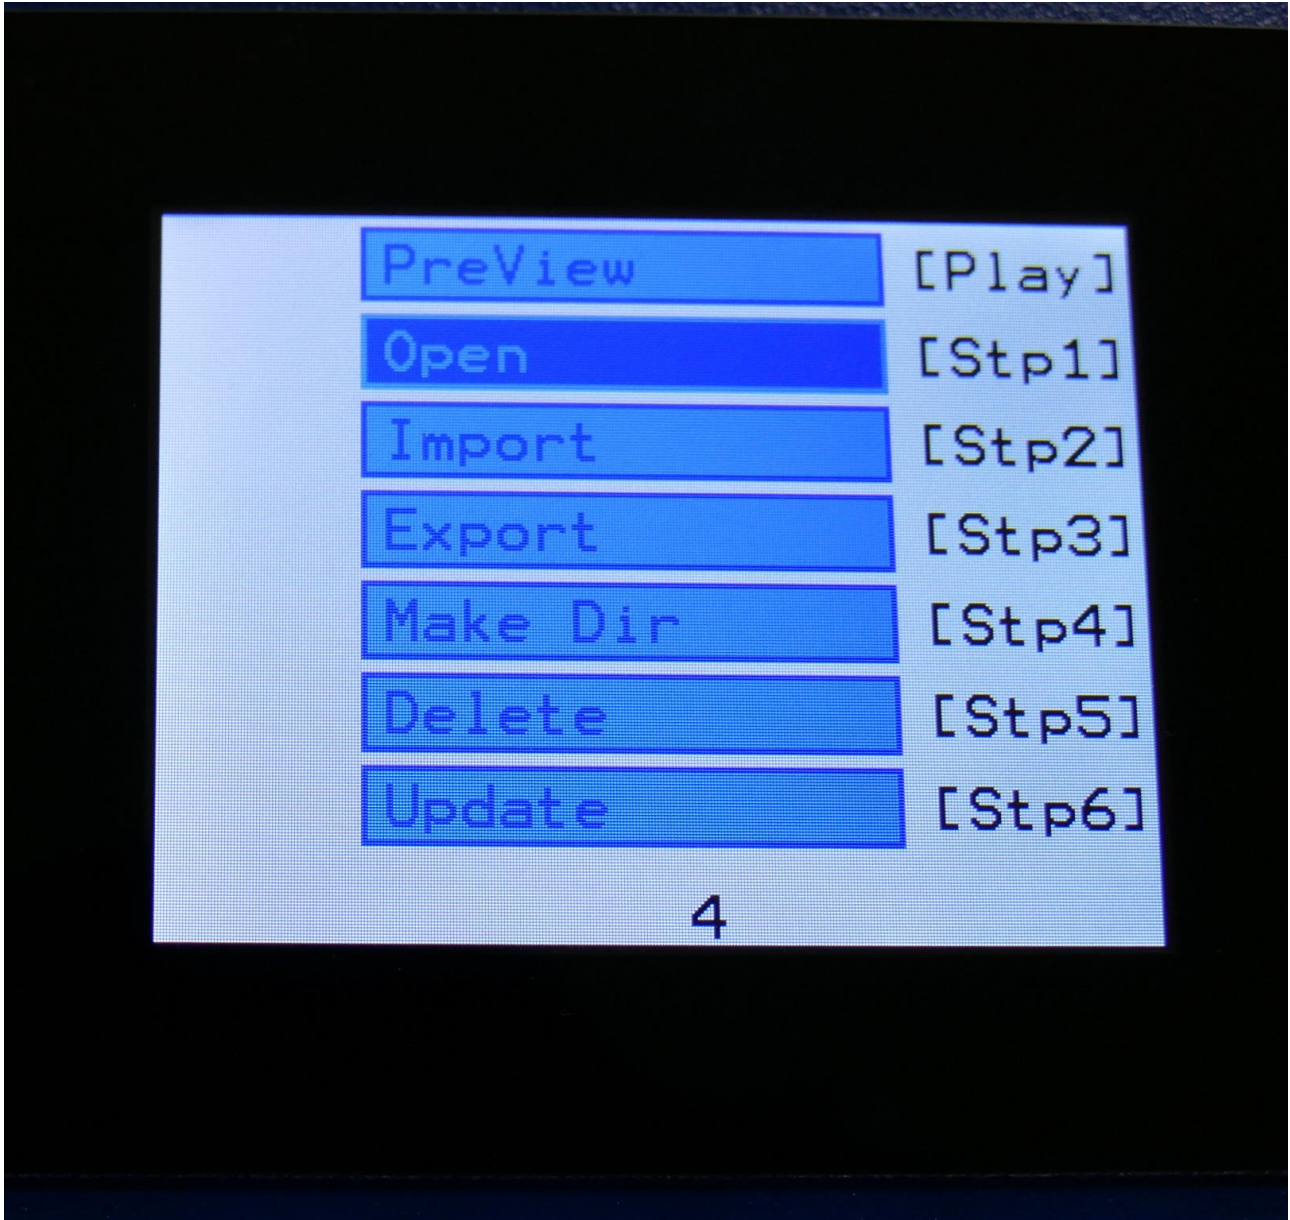 PreView [Play]
Open [Stp1]
Import [Stp2]
Export [Stp3]
Make Dir [Stp4]
Delete [Stp5]
Update [Stp6]
4